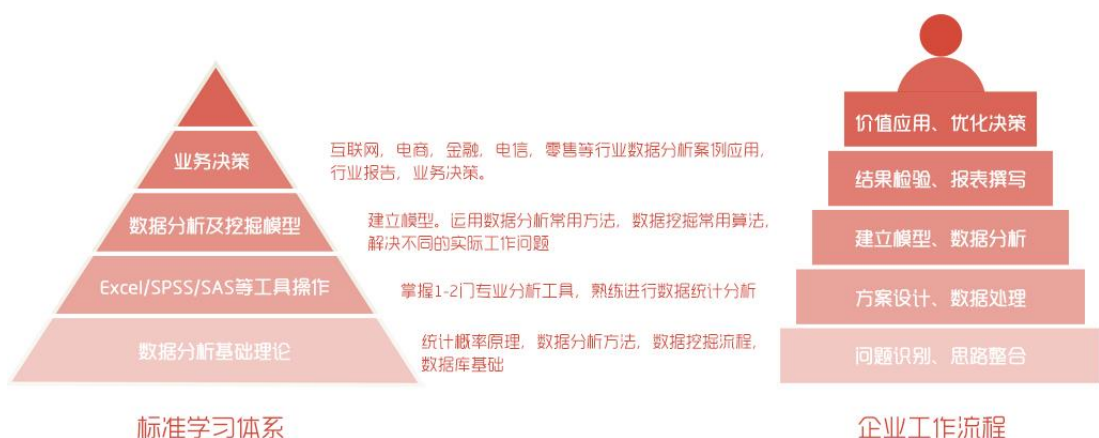 业务决策
互联网，电商，金融，电信，零售等行业数据分析案例应用，
行业报告，业务决策。
数据分析及挖掘模型
建立模型。运用数据分析常用方法，数据挖掘常用算法，
解决不同的实际工作问题
Excel/SPSS/SAS等工具操作
掌握1-2门专业分析工具，熟练进行数据统计分析
数据分析基础理论
统计概率原理，数据分析方法，数据挖掘流程，
数据库基础
标准学习体系
价值应用、优化决策
结果检验、报表撰写
建立模型、数据分析
方案设计、数据处理
问题识别、思路整合
企业工作流程